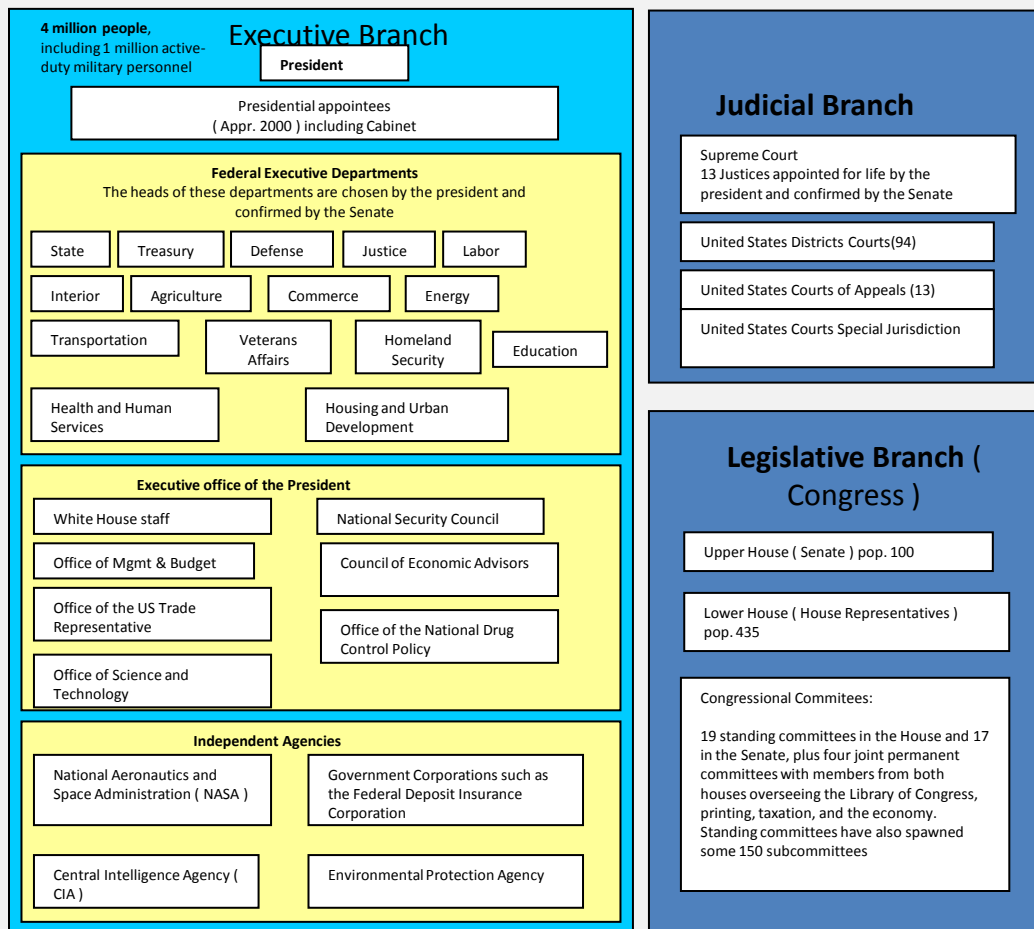 4 million people,
including 1 million active-
duty military personnel
Executive Branch
President
Presidential appointees
( Appr. 2000 ) including Cabinet
Federal Executive Departments
The heads of these departments are chosen by the president and
confirmed by the Senate
State
Treasury
Defense
Justice
Labor
Interior
Agriculture
Commerce
Energy
Transportation
Veterans
Affairs
Homeland
Security
Education
Health and Human
Services
Housing and Urban
Development
Executive office of the President
White House staff
National Security Council
Office of Mgmt & Budget
Council of Economic Advisors
Office of the US Trade
Representative
Office of the National Drug
Control Policy
Office of Science and
Technology
Independent Agencies
National Aeronautics and
Space Administration ( NASA )
Government Corporations such as
the Federal Deposit Insurance
Corporation
Central Intelligence Agency (
CIA )
Environmental Protection Agency
Judicial Branch
Supreme Court
13 Justices appointed for life by the
president and confirmed by the Senate
United States Districts Courts(94)
United States Courts of Appeals (13)
United States Courts Special Jurisdiction
Legislative Branch (
Congress )
Upper House ( Senate ) pop. 100
Lower House ( House Representatives )
pop. 435
Congressional Commitees:
19 standing committees in the House and 17
in the Senate, plus four joint permanent
committees with members from both
houses overseeing the Library of Congress,
printing, taxation, and the economy.
Standing committees have also spawned
some 150 subcommittees